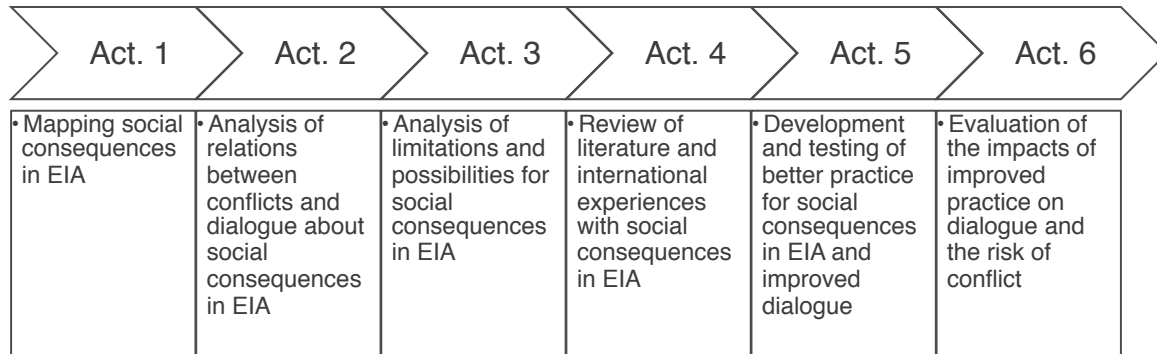 Act. 1
Act. 2
Act. 3
Act. 4
Act. 5
Act. 6
• Mapping social
consequences
in EIA
• Analysis of
relations
between
conflicts and
dialogue about
social
consequences
in EIA
• Analysis of
limitations and
possibilities for
social
consequences
in EIA
• Review of
literature and
international
experiences
with social
consequences
in EIA
• Development
and testing of
better practice
for social
consequences
in EIA and
improved
dialogue
• Evaluation of
the impacts of
improved
practice on
dialogue and
the risk of
conflict